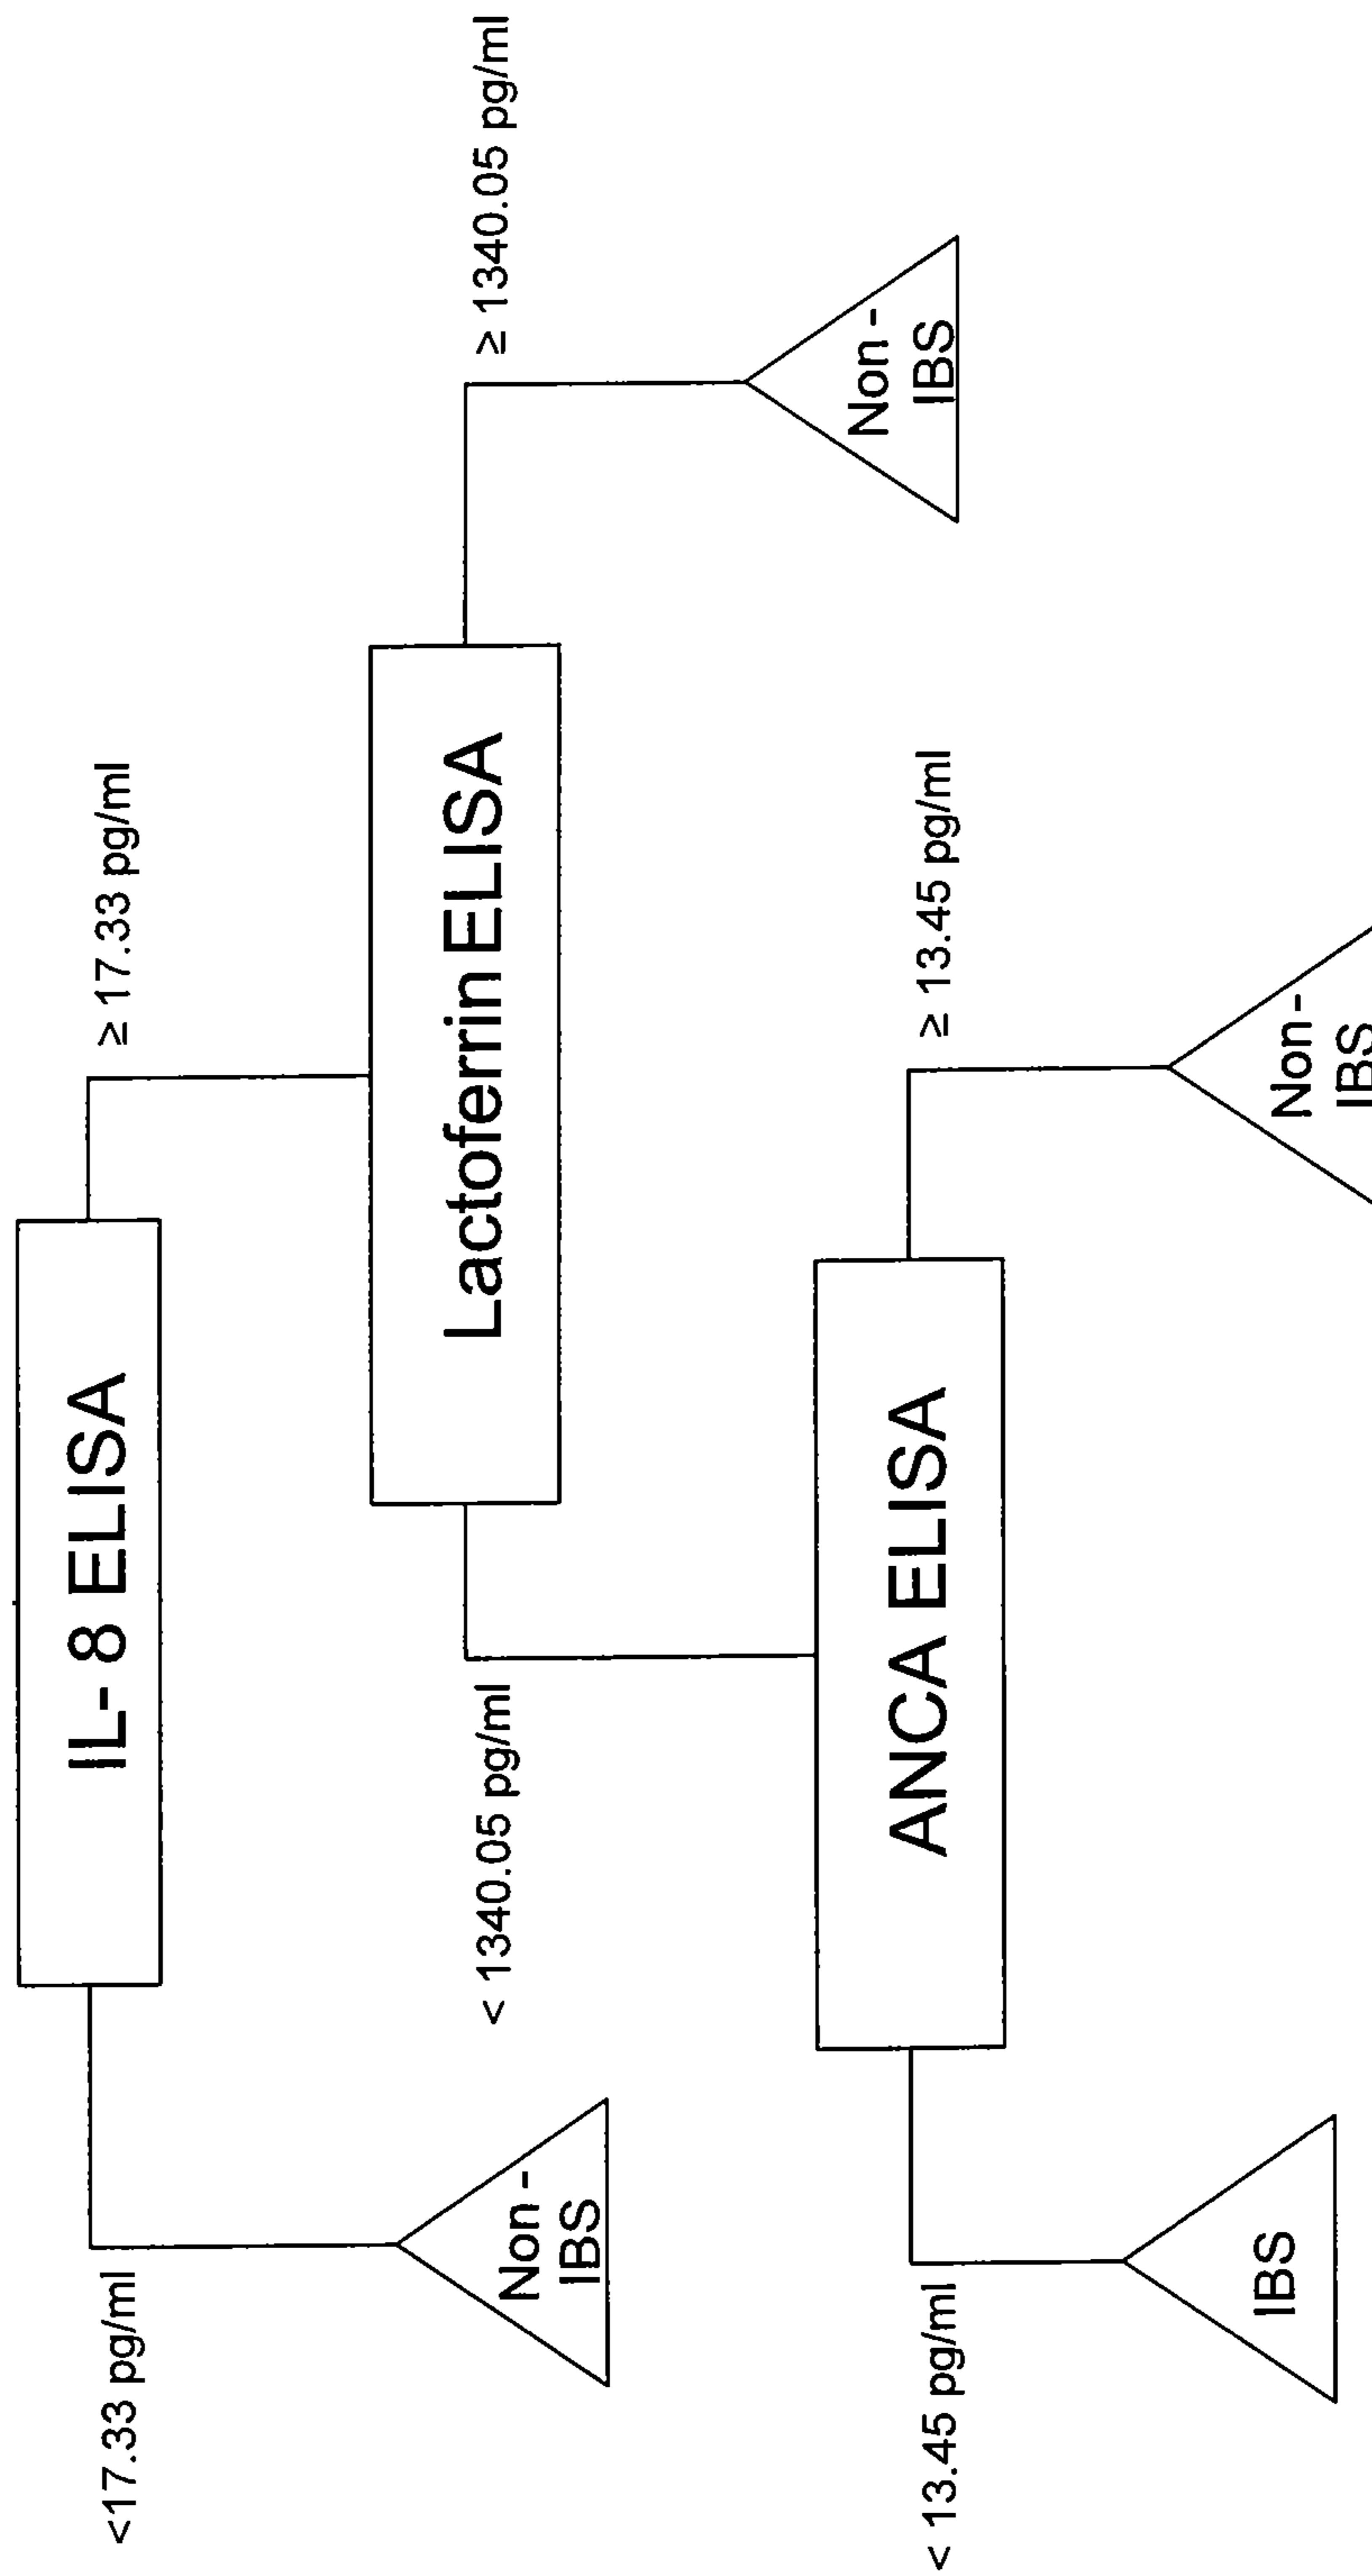 IL- 8 ELISA
<17.33 pg/ml
≥ 17.33 pg/ml
Non -
IBS
Lactoferrin ELISA
< 1340.05 pg/ml
≥ 1340.05 pg/ml
ANCA ELISA
Non -
IBS
< 13.45 pg/ml
≥ 13.45 pg/ml
IBS
Non -
IBS